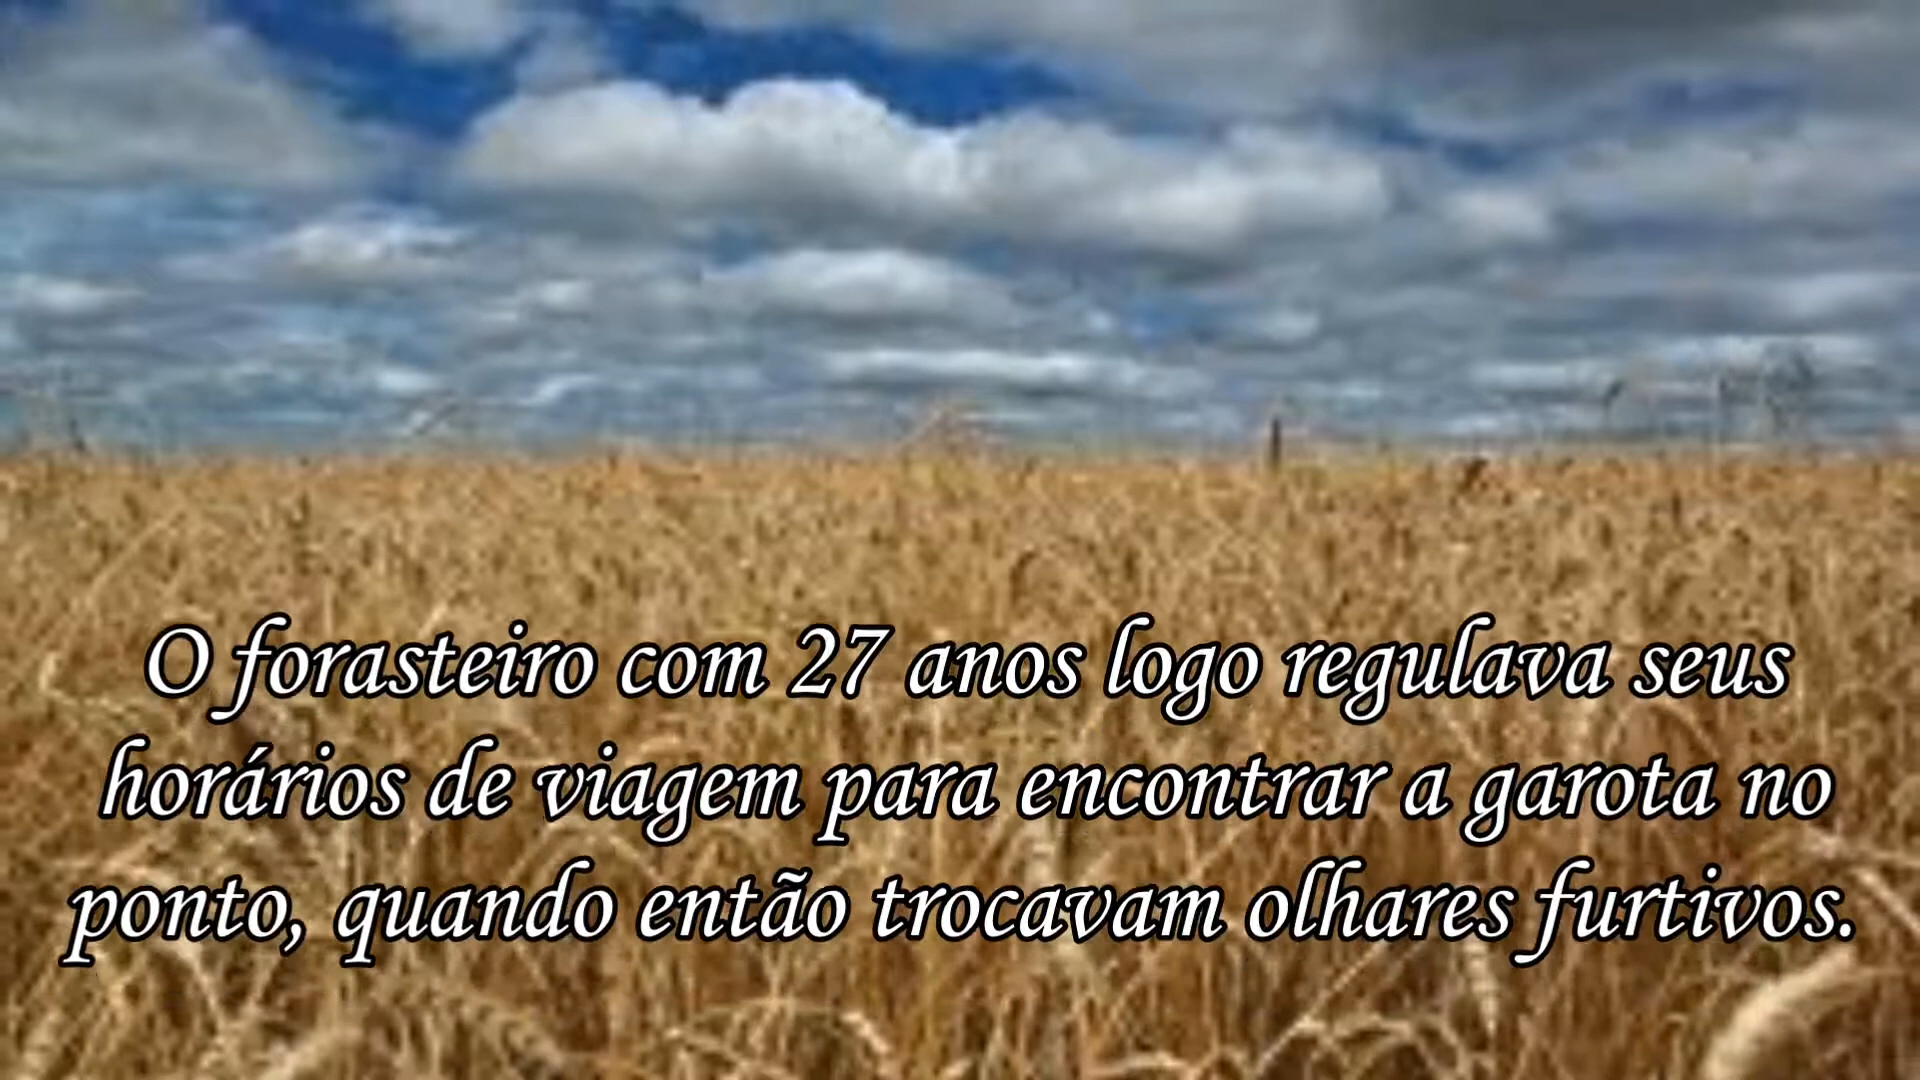 O forasteiro com 27 anos logo regulava seus
horários de viagem para encontrar a garota no
ponto, quando então trocavam olhares furtivos.